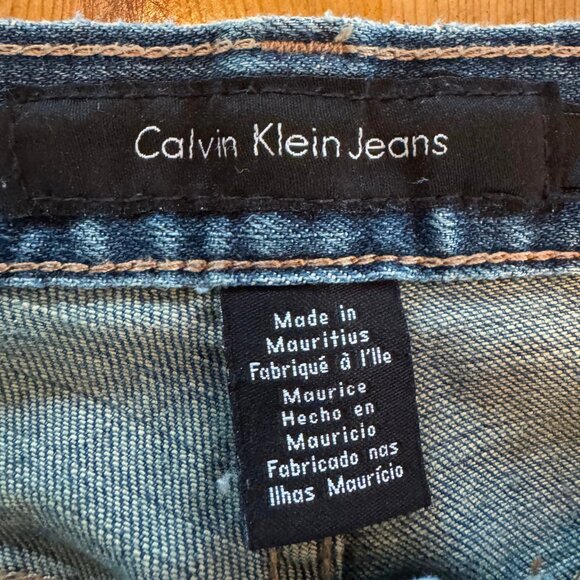 Calvin Klein Jeans
Made in
Mauritius
Fabriqué à l'Ile
Maurice
Hecho en
Mauricio
Fabricado nas
Ilhas Maurício